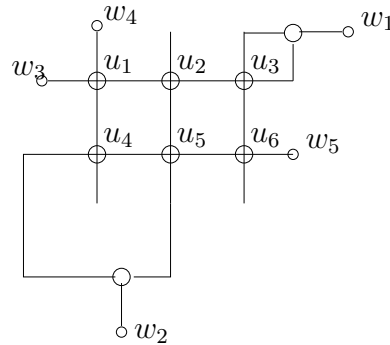 w₄
w₁
w₃ u₁ u₂ u₃
u₄ u₅ u₆ w₅
w₂